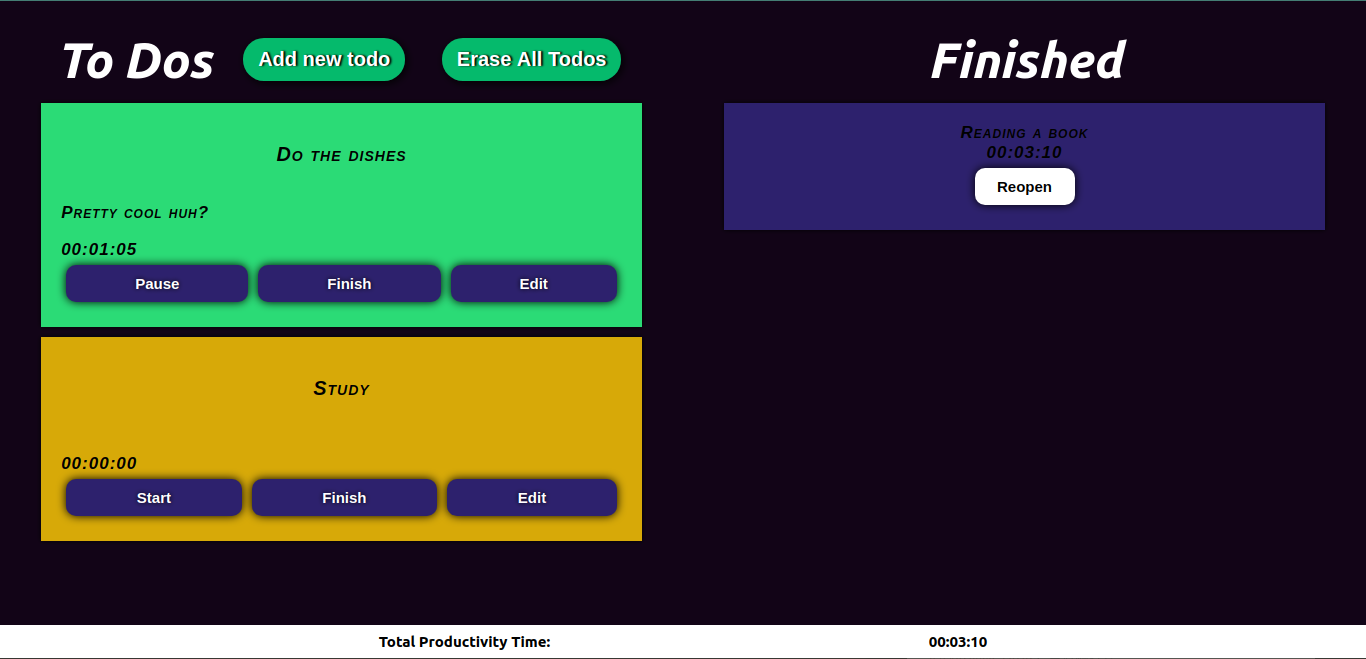 To Dos
Add new todo
Erase All Todos
Do the dishes
Pretty cool huh?
00:01:05
Pause
Finish
Edit
Study
00:00:00
Start
Finish
Edit
Finished
Reading a book
00:03:10
Reopen
Total Productivity Time:
00:03:10